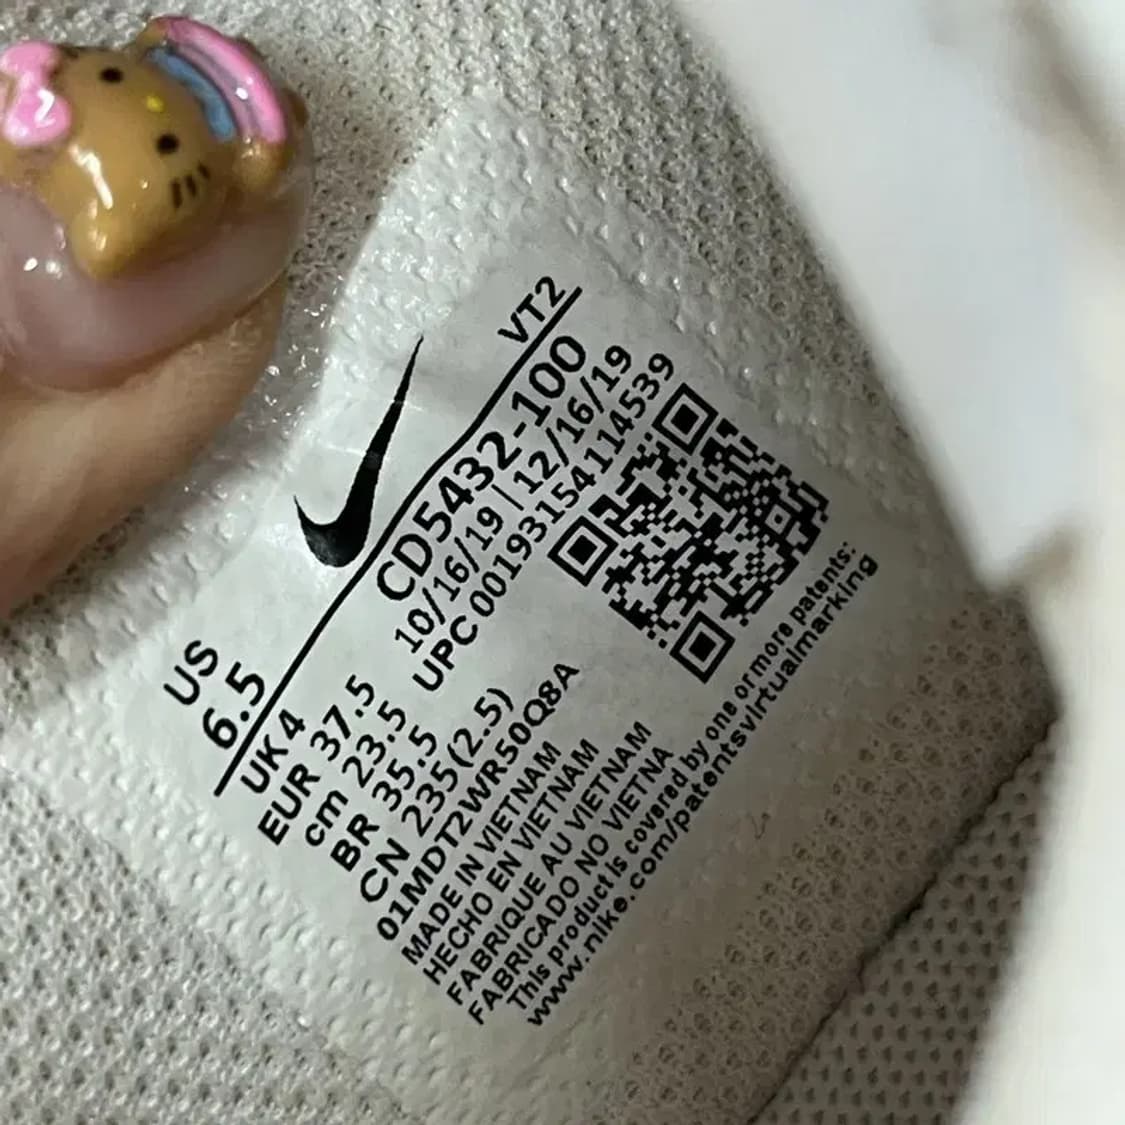 VT2
US
6.5
UK 4
EUR 37.5
cm 23.5
BR 35.5
CN 235(2.5)
01MDT2WR50Q8A
CD5432-100
10/16/19 | 12/16/19
UPC 00193154114539
MADE IN VIETNAM
HECHO EN VIETNAM
FABRIQUE AU VIETNAM
FABRICADO NO VIETNA
This product is covered by one or more patents:
www.nike.com/patentsvirtualmarking